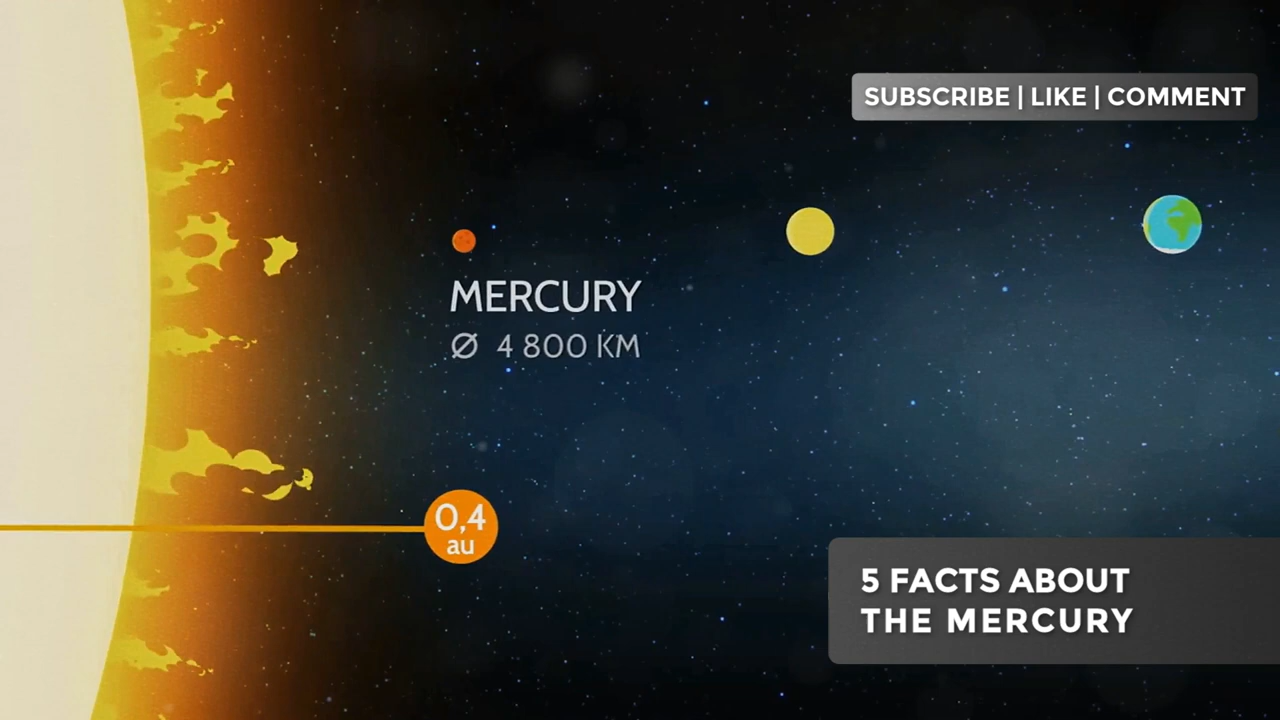 SUBSCRIBE | LIKE | COMMENT
MERCURY
Ø 4 800 KM
0,4
au
5 FACTS ABOUT
THE MERCURY